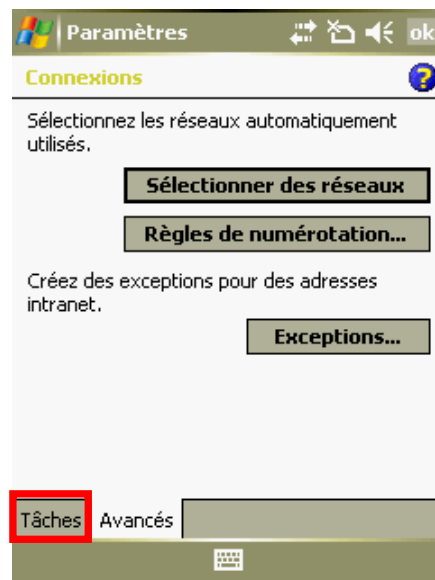 Paramètres ok
Connexions
Sélectionnez les réseaux automatiquement
utilisés.
Sélectionner des réseaux
Règles de numérotation...
Créez des exceptions pour des adresses
intranet.
Exceptions...
Tâches Avancés